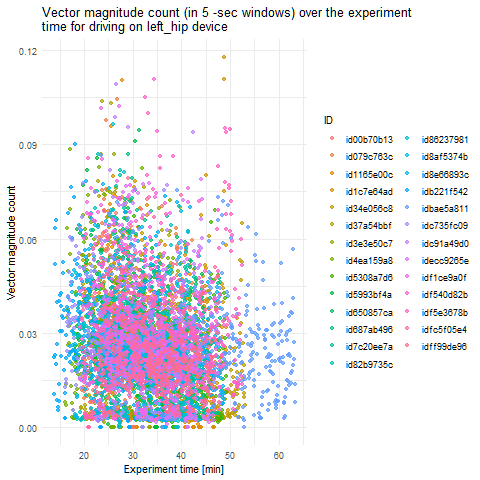 Vector magnitude count (in 5 -sec windows) over the experiment
time for driving on left_hip device
0.12
0.09
0.06
0.03
0.00
Vector magnitude count
20 30 40 50 60
Experiment time [min]
ID
id00b70b13
id079c763c
id1165e00c
id1c7e64ad
id34e056c8
id37a54bbf
id3e3e50c7
id4ea159a8
id5308a7d6
id5993bf4a
id650857ca
id687ab496
id7c20ee7a
id82b9735c
id86237981
id8af5374b
id8e66893c
idb221f542
idbae5a811
idc735fc09
idc91a49d0
idecc9265e
idf1ce9a0f
idf540d82b
idf5e3678b
idfc5f05e4
idff99de96